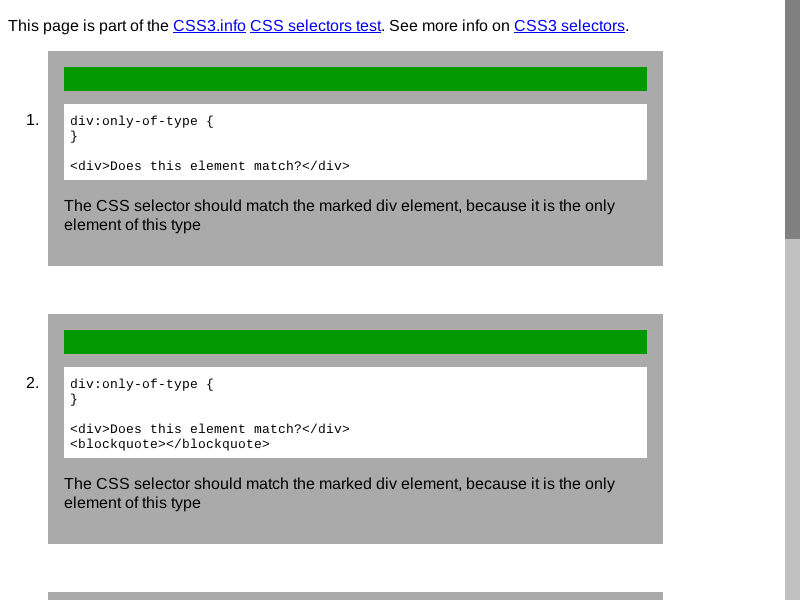 This page is part of the CSS3.info CSS selectors test. See more info on CSS3 selectors.
1.
div:only-of-type {
}
<div>Does this element match?</div>
The CSS selector should match the marked div element, because it is the only
element of this type
2.
div:only-of-type {
}
<div>Does this element match?</div>
<blockquote></blockquote>
The CSS selector should match the marked div element, because it is the only
element of this type